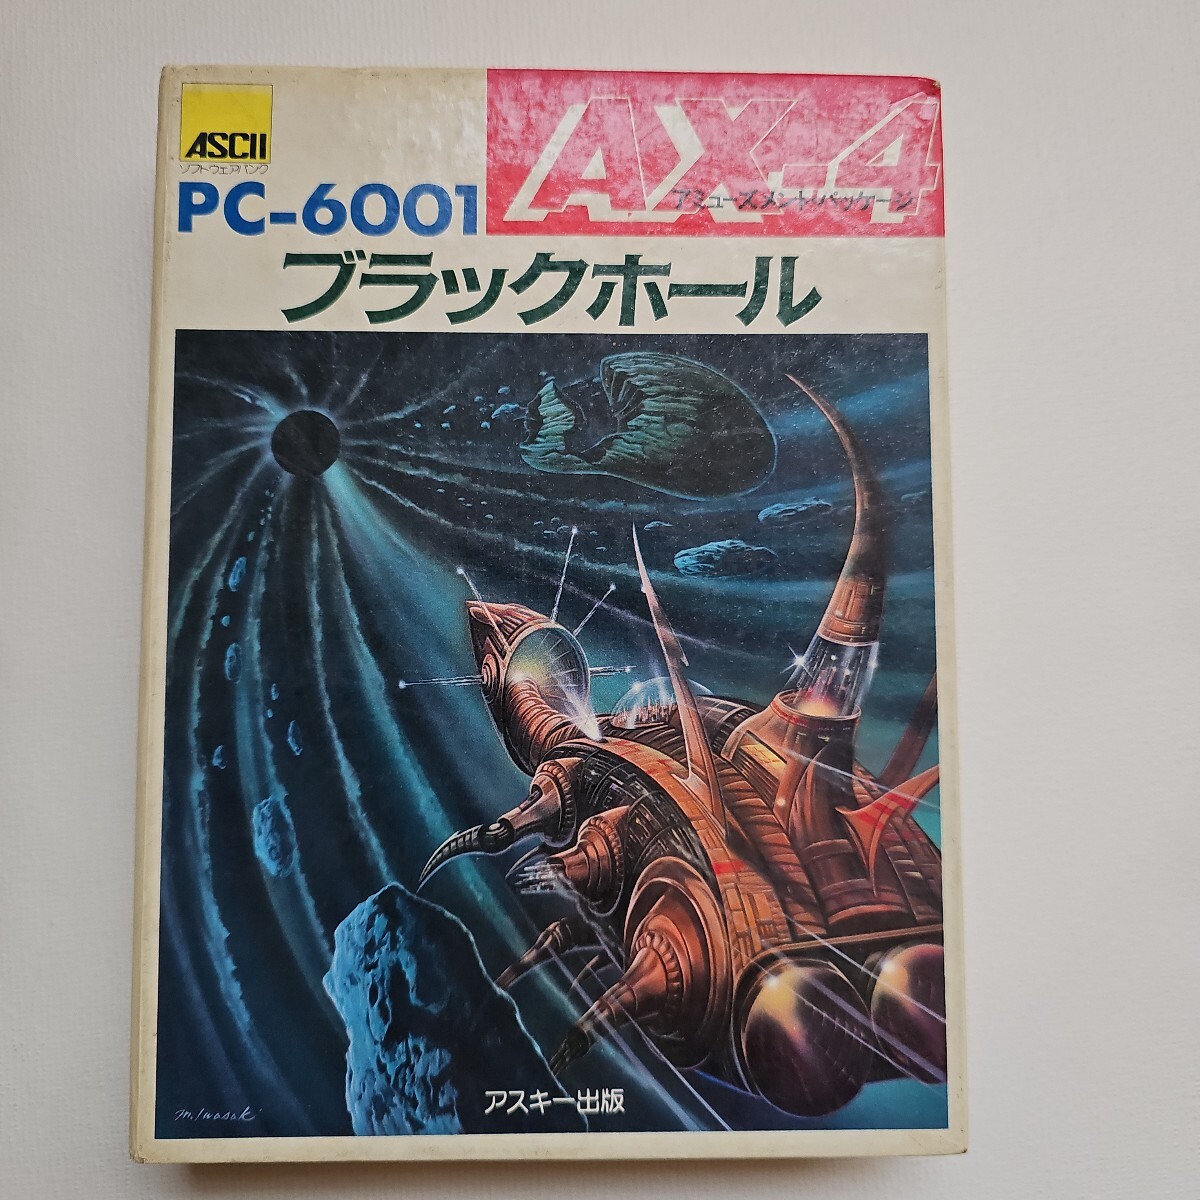 ASCII
ソフトウェアバンク
PC-6001
AX-4
アミューズメント・パッケージ
ブラックホール
アスキー出版
M.Iwasaki